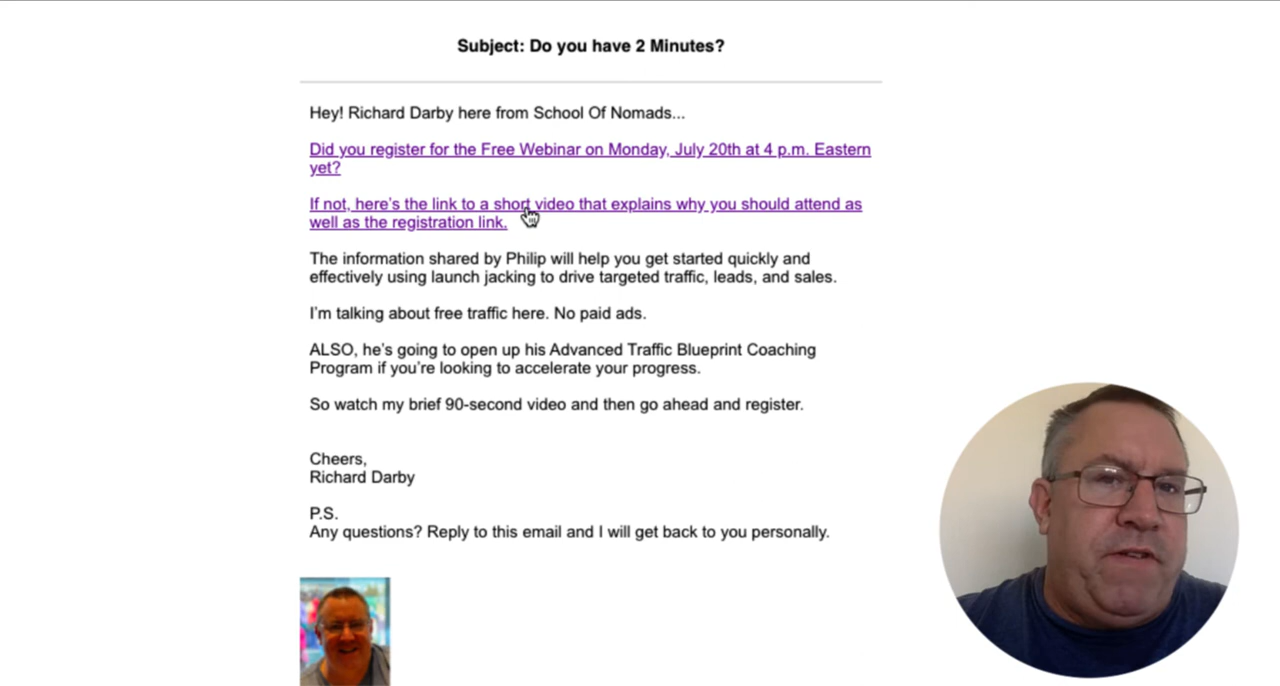 Subject: Do you have 2 Minutes?
Hey! Richard Darby here from School Of Nomads...
Did you register for the Free Webinar on Monday, July 20th at 4 p.m. Eastern
yet?
If not, here's the link to a short video that explains why you should attend as
well as the registration link.
The information shared by Philip will help you get started quickly and
effectively using launch jacking to drive targeted traffic, leads, and sales.
I'm talking about free traffic here. No paid ads.
ALSO, he's going to open up his Advanced Traffic Blueprint Coaching
Program if you're looking to accelerate your progress.
So watch my brief 90-second video and then go ahead and register.
Cheers,
Richard Darby
P.S.
Any questions? Reply to this email and I will get back to you personally.